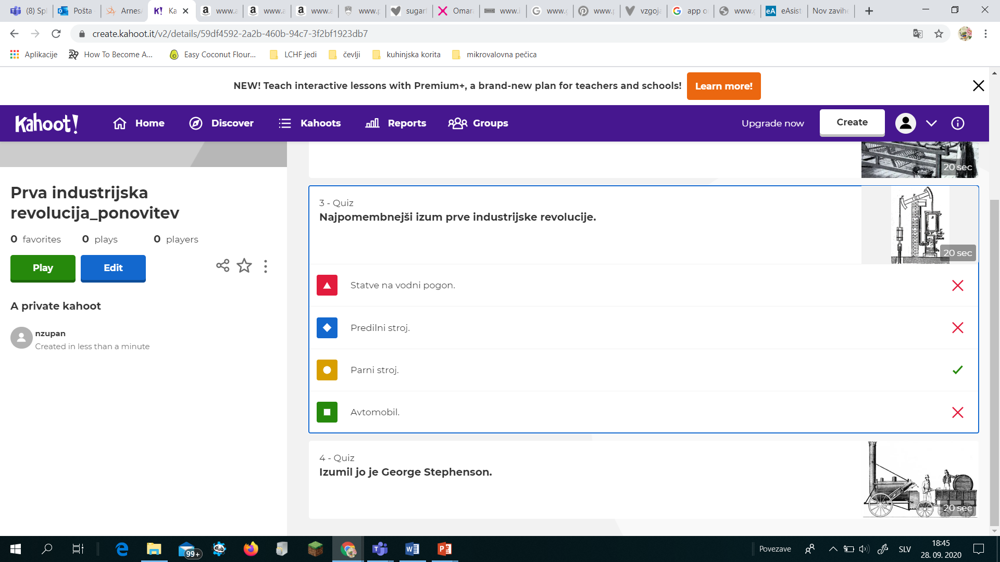 (8) Spl
Pošta
Arnes
Ka
www.a
www.a
www.a
www.p
sugarf
Omar
www.i
www.g
www.p
vzgoja
app o
www.g
eAsist
Nov zavihe
create.kahoot.it/v2/details/59df4592-2a2b-460b-94c7-3f2bf1923db7
Aplikacije
How To Become A...
Easy Coconut Flour...
LCHF jedi
čevlji
kuhinjska korita
mikrovalovna pečica
NEW! Teach interactive lessons with Premium+, a brand-new plan for teachers and schools!
Learn more!
Kahoot!
Home
Discover
Kahoots
Reports
Groups
Upgrade now
Create
20 sec
Prva industrijska
revolucija_ponovitev
0 favorites
0 plays
0 players
Play
Edit
A private kahoot
nzupan
Created in less than a minute
3 - Quiz
Najpomembnejši izum prve industrijske revolucije.
20 sec
Statve na vodni pogon.
Predilni stroj.
Parni stroj.
Avtomobil.
4 - Quiz
Izumil jo je George Stephenson.
20 sec
99+
Povezave
SLV
18:45
28. 09. 2020